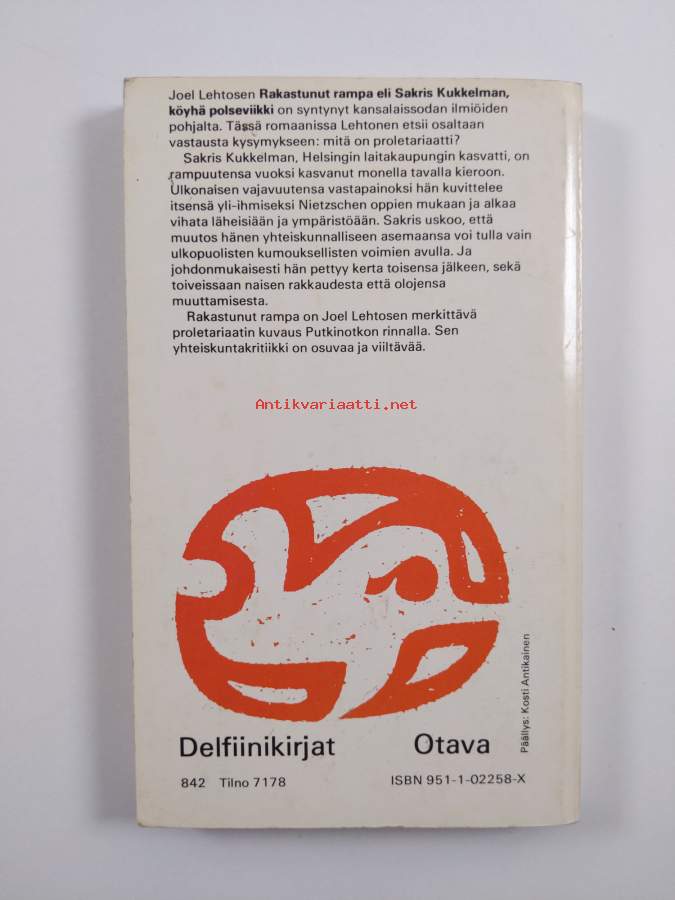 Joel Lehtosen Rakastunut rampa eli Sakris Kukkelman,
köyhä polseviikki on syntynyt kansalaissodan ilmiöiden
pohjalta. Tässä romaanissa Lehtonen etsii osaltaan
vastausta kysymykseen: mitä on proletariaatti?
Sakris Kukkelman, Helsingin laitakaupungin kasvatti, on
rampuutensa vuoksi kasvanut monella tavalla kieroon.
Ulkonaisen vajavuutensa vastapainoksi hän kuvittelee
itsensä yli-ihmiseksi Nietzschen oppien mukaan ja alkaa
vihata läheisiään ja ympäristöään. Sakris uskoo, että
muutos hänen yhteiskunnalliseen asemaansa voi tulla vain
ulkopuolisten kumouksellisten voimien avulla. Ja
johdonmukaisesti hän pettyy kerta toisensa jälkeen, sekä
toiveissaan naisen rakkaudesta että olojensa
muuttamisesta.
Rakastunut rampa on Joel Lehtosen merkittävä
proletariaatin kuvaus Putkinotkon rinnalla. Sen
yhteiskuntakritiikki on osuvaa ja viiltävää.
Antikvariaatti.net
Päällys: Kosti Antikainen
Delfiinikirjat Otava
842 Tilno 7178 ISBN 951-1-02258-X